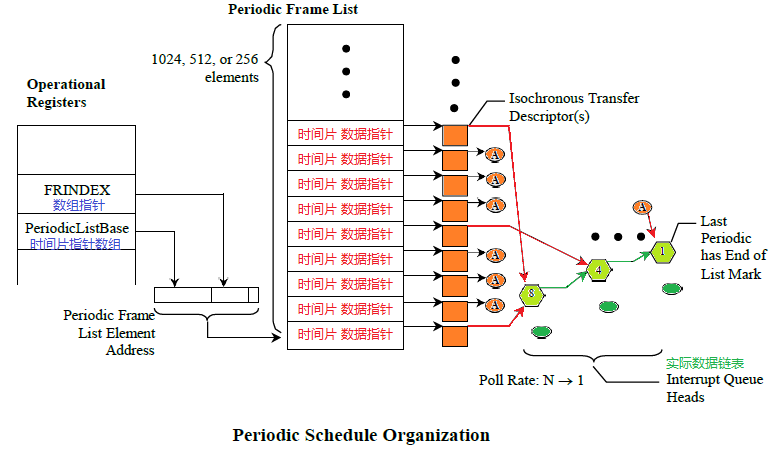 Periodic Frame List
1024, 512, or 256
elements
Operational
Registers
Isochronous Transfer
Descriptor(s)
FRINDEX
数组指针
PeriodicListBase
时间片指针数组
Periodic Frame
List Element
Address
时间片 数据指针
时间片 数据指针
时间片 数据指针
时间片 数据指针
时间片 数据指针
时间片 数据指针
时间片 数据指针
时间片 数据指针
时间片 数据指针
A
A
A
A
A
A
A
8
4
1
Last
Periodic
has End of
List Mark
Poll Rate: N → 1
实际数据链表
Interrupt Queue
Heads
Periodic Schedule Organization